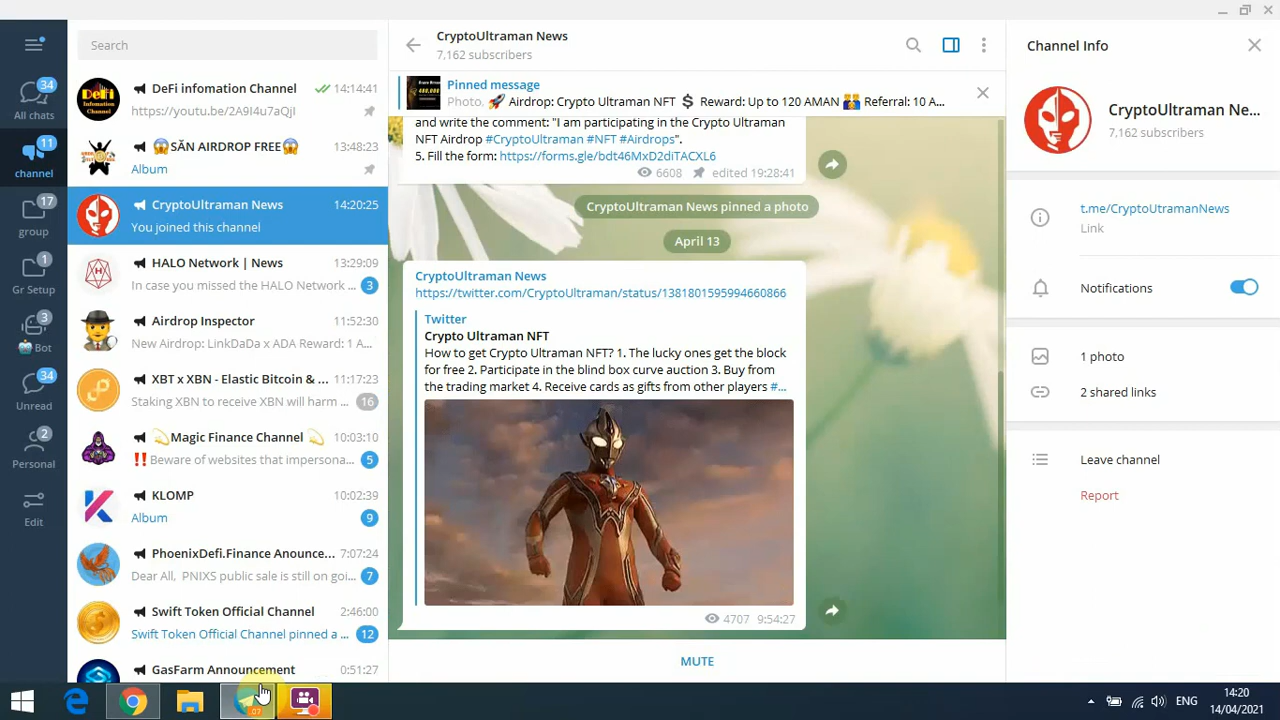 34
All chats
11
channel
17
group
1
Gr Setup
3
Bot
34
Unread
2
Personal
Edit
Search
DeFi infomation Channel 14:14:41
https://youtu.be/2A9I4u7aQjI
SĂN AIRDROP FREE 13:48:23
Album
CryptoUltraman News 14:20:25
You joined this channel
HALO Network | News 13:29:09
In case you missed the HALO Network ... 3
Airdrop Inspector 11:52:30
New Airdrop: LinkDaDa x ADA Reward: 1 A...
XBT x XBN - Elastic Bitcoin & ... 11:17:23
Staking XBN to receive XBN will harm ... 16
Magic Finance Channel 10:03:10
Beware of websites that impersona... 5
KLOMP 10:02:39
Album 9
PhoenixDefi.Finance Anounce... 7:07:24
Dear All, PNIXS public sale is still on goi... 7
Swift Token Official Channel 2:46:00
Swift Token Official Channel pinned a ... 12
GasFarm Announcement 0:51:27
CryptoUltraman News
7,162 subscribers
Pinned message
Photo, 🚀 Airdrop: Crypto Ultraman NFT 💲 Reward: Up to 120 AMAN 👫 Referral: 10 A...
and write the comment: "I am participating in the Crypto Ultraman
NFT Airdrop #CryptoUltraman #NFT #Airdrops".
5. Fill the form: https://forms.gle/bdt46MxD2diTACXL6
6608 edited 19:28:41
CryptoUltraman News pinned a photo
April 13
CryptoUltraman News
https://twitter.com/CryptoUltraman/status/1381801595994660866
Twitter
Crypto Ultraman NFT
How to get Crypto Ultraman NFT? 1. The lucky ones get the block
for free 2. Participate in the blind box curve auction 3. Buy from
the trading market 4. Receive cards as gifts from other players #...
4707 9:54:27
MUTE
Channel Info
CryptoUltraman Ne...
7,162 subscribers
t.me/CryptoUtramanNews
Link
Notifications
1 photo
2 shared links
Leave channel
Report
ENG
14:20
14/04/2021